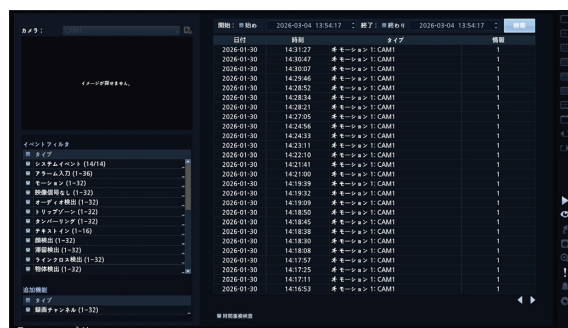 カメラ：
CAM1
イメージが探せません。
イベントフィルタ
タイプ
システムイベント (14/14)
アラーム入力 (1~36)
モーション (1~32)
映像信号なし (1~32)
オーディオ検出 (1~32)
トリップゾーン (1~32)
タンパーリング (1~32)
テキストイン (1~16)
顔検出 (1~32)
滞留検出 (1~32)
ラインクロス検出 (1~32)
物体検出 (1~32)
追加機能
タイプ
録画チャンネル (1~32)
開始： 始め 2026-03-04 13:54:17 終了： 終わり 2026-03-04 13:54:17 検索
日付 時刻 タイプ 情報
2026-01-30 14:31:27 モーション 1: CAM1 1
2026-01-30 14:30:47 モーション 1: CAM1 1
2026-01-30 14:30:07 モーション 1: CAM1 1
2026-01-30 14:29:46 モーション 1: CAM1 1
2026-01-30 14:28:52 モーション 1: CAM1 1
2026-01-30 14:28:34 モーション 1: CAM1 1
2026-01-30 14:28:21 モーション 1: CAM1 1
2026-01-30 14:27:05 モーション 1: CAM1 1
2026-01-30 14:24:56 モーション 1: CAM1 1
2026-01-30 14:24:33 モーション 1: CAM1 1
2026-01-30 14:23:11 モーション 1: CAM1 1
2026-01-30 14:22:10 モーション 1: CAM1 1
2026-01-30 14:21:41 モーション 1: CAM1 1
2026-01-30 14:21:00 モーション 1: CAM1 1
2026-01-30 14:19:39 モーション 1: CAM1 1
2026-01-30 14:19:32 モーション 1: CAM1 1
2026-01-30 14:19:09 モーション 1: CAM1 1
2026-01-30 14:18:50 モーション 1: CAM1 1
2026-01-30 14:18:45 モーション 1: CAM1 1
2026-01-30 14:18:38 モーション 1: CAM1 1
2026-01-30 14:18:30 モーション 1: CAM1 1
2026-01-30 14:18:08 モーション 1: CAM1 1
2026-01-30 14:17:57 モーション 1: CAM1 1
2026-01-30 14:17:25 モーション 1: CAM1 1
2026-01-30 14:17:11 モーション 1: CAM1 1
2026-01-30 14:16:53 モーション 1: CAM1 1